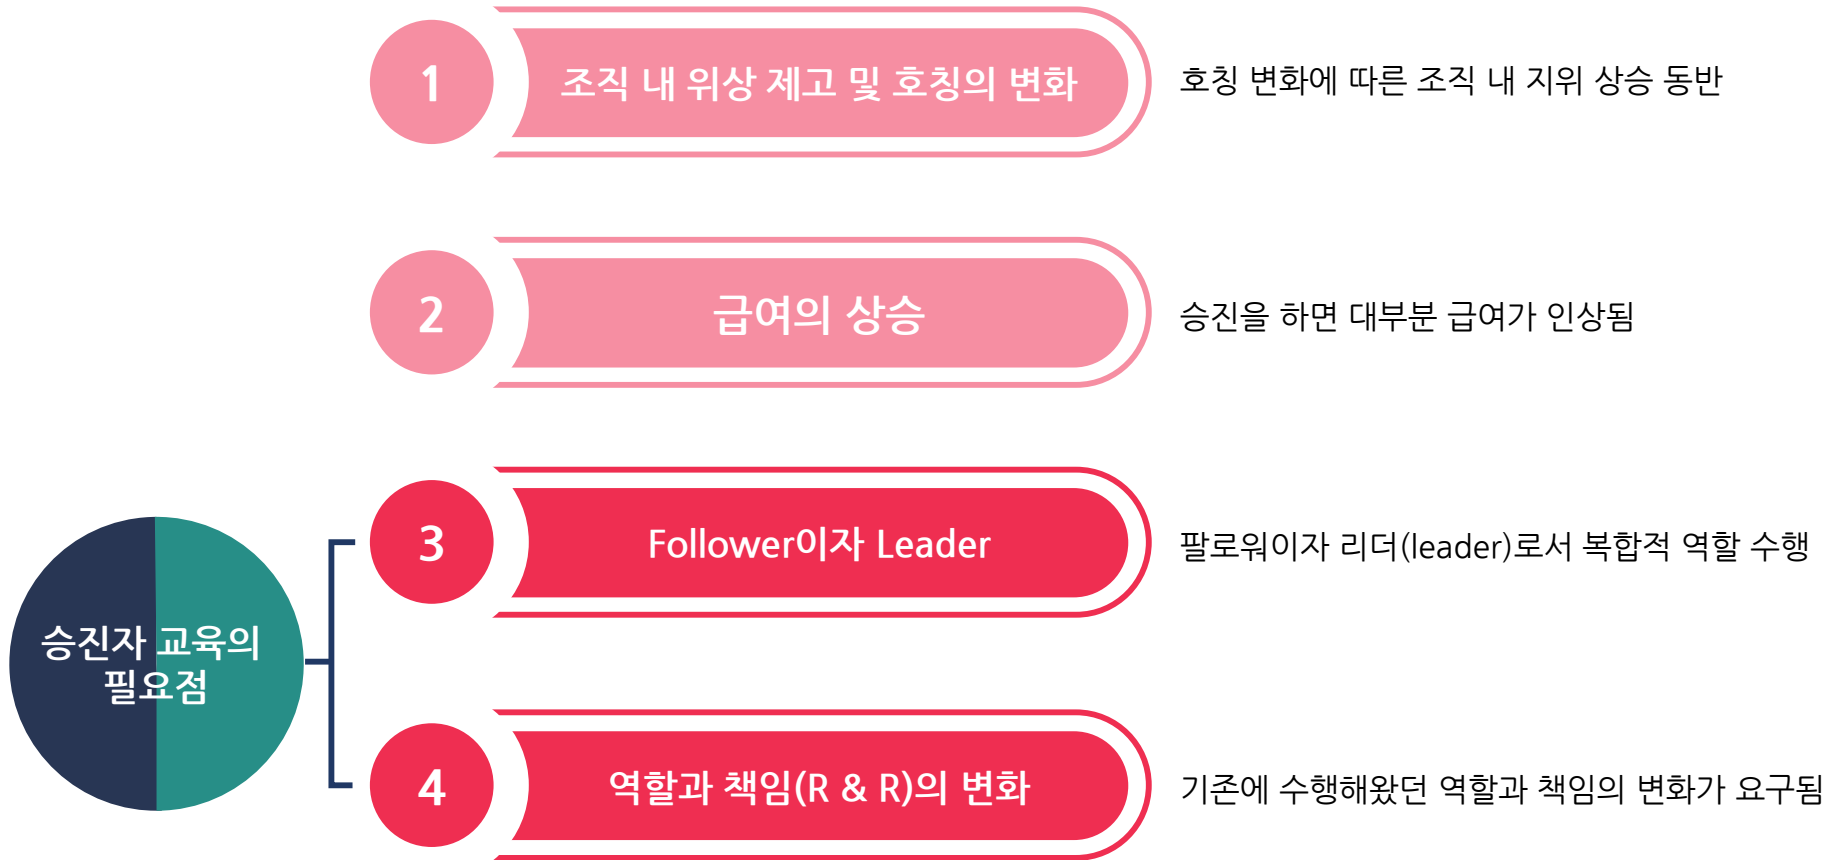 1
조직 내 위상 제고 및 호칭의 변화
호칭 변화에 따른 조직 내 지위 상승 동반
2
급여의 상승
승진을 하면 대부분 급여가 인상됨
3
Follower이자 Leader
팔로워이자 리더(leader)로서 복합적 역할 수행
승진자 교육의
필요점
4
역할과 책임(R & R)의 변화
기존에 수행해왔던 역할과 책임의 변화가 요구됨